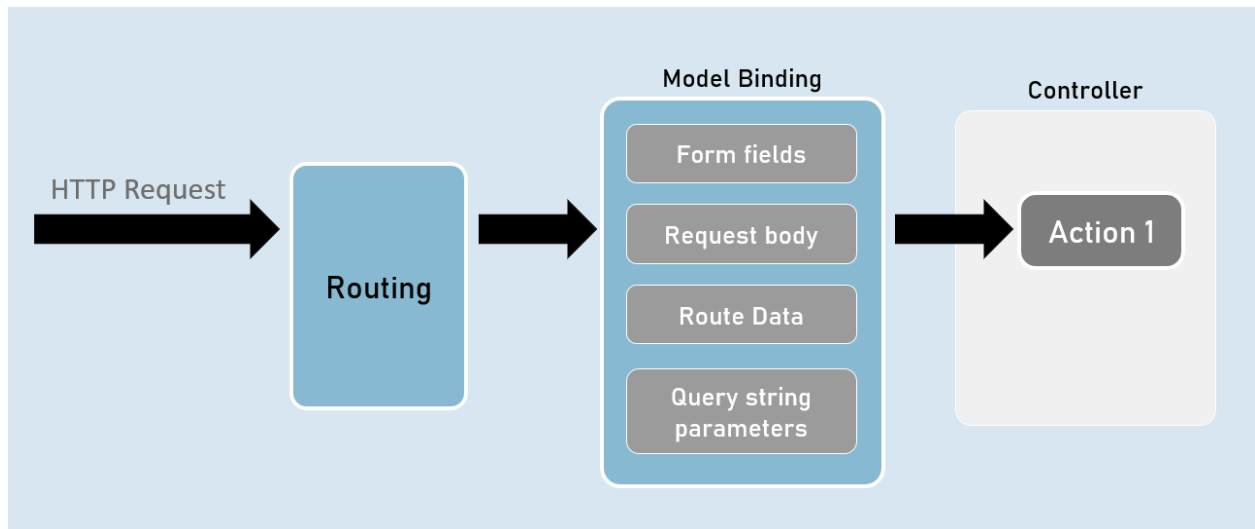 Model Binding
Controller
HTTP Request
Routing
Form fields
Request body
Route Data
Query string
parameters
Action 1